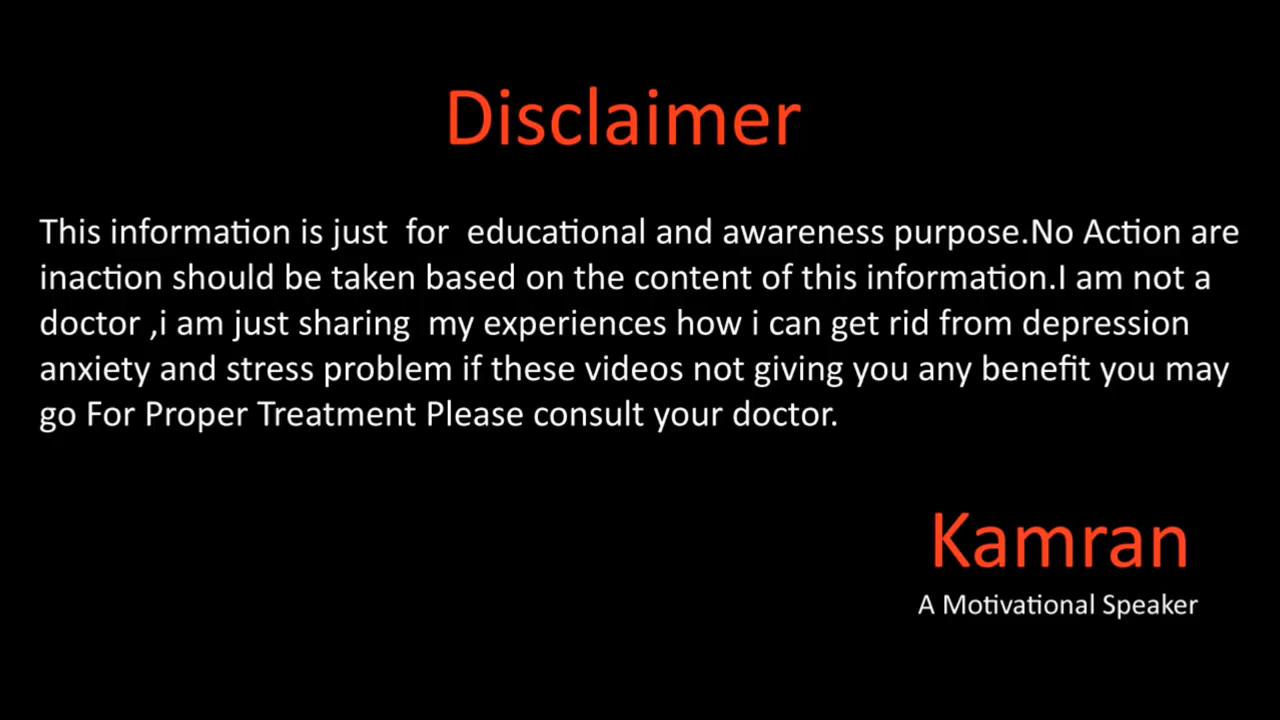 Disclaimer
This information is just  for  educational and awareness purpose.No Action are
inaction should be taken based on the content of this information.I am not a
doctor ,i am just sharing  my experiences how i can get rid from depression
anxiety and stress problem if these videos not giving you any benefit you may
go For Proper Treatment Please consult your doctor.
Kamran
A Motivational Speaker